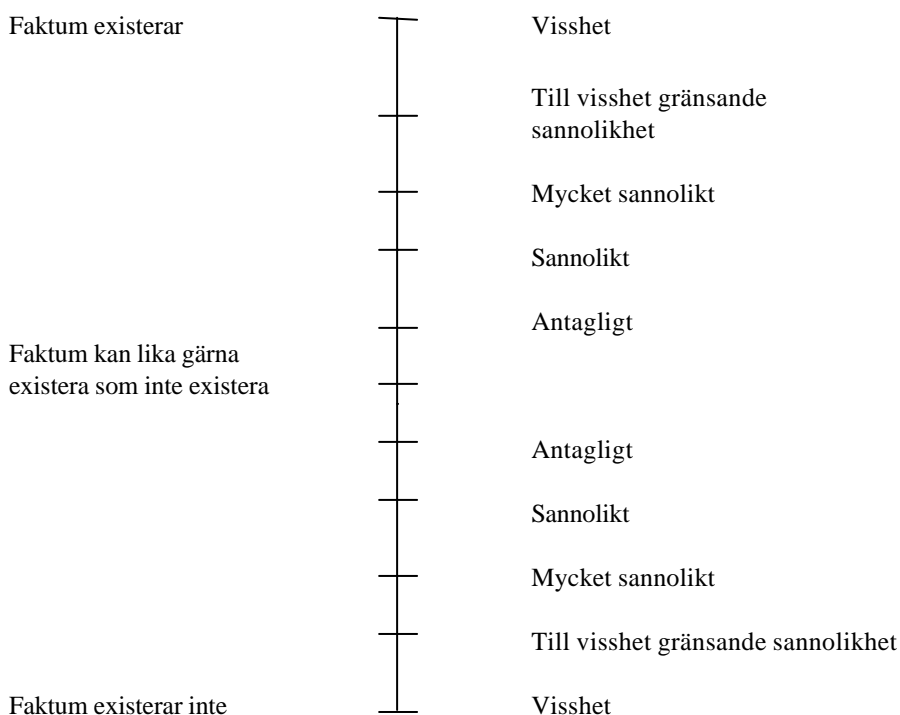 Faktum existerar
Visshet
Till visshet gränsande
sannolikhet
Mycket sannolikt
Sannolikt
Antagligt
Faktum kan lika gärna
existera som inte existera
Antagligt
Sannolikt
Mycket sannolikt
Till visshet gränsande sannolikhet
Faktum existerar inte
Visshet